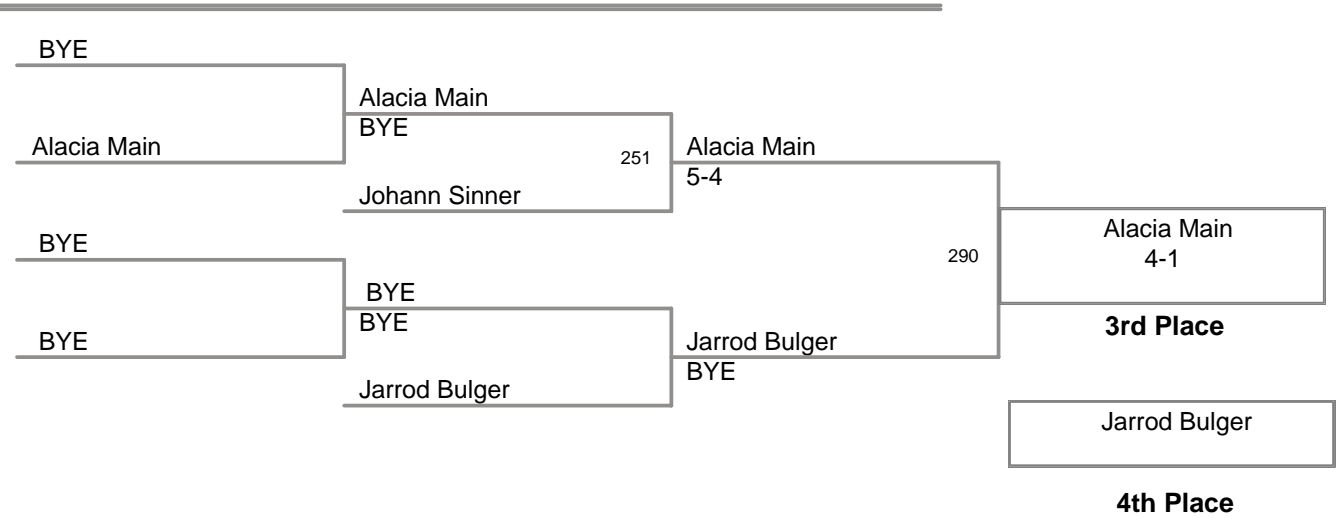 BYE
Alacia Main
BYE
Alacia Main
251
Alacia Main
5-4
Johann Sinner
BYE
Alacia Main
4-1
290
BYE
BYE
3rd Place
BYE
Jarrod Bulger
BYE
Jarrod Bulger
Jarrod Bulger
4th Place